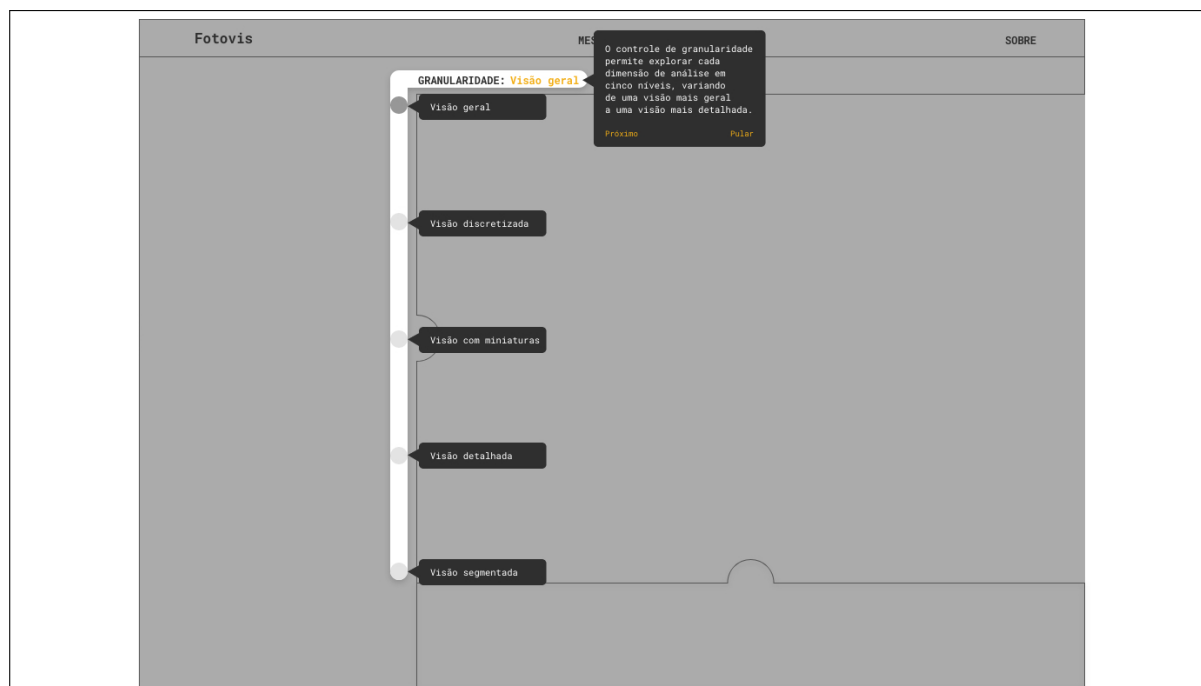 Fotovis
SOBRE
GRANULARIDADE: Visão geral
O controle de granularidade
permite explorar cada
dimensão de análise em
cinco níveis, variando
de uma visão mais geral
a uma visão mais detalhada.
Próximo Pular
Visão geral
Visão discretizada
Visão com miniaturas
Visão detalhada
Visão segmentada